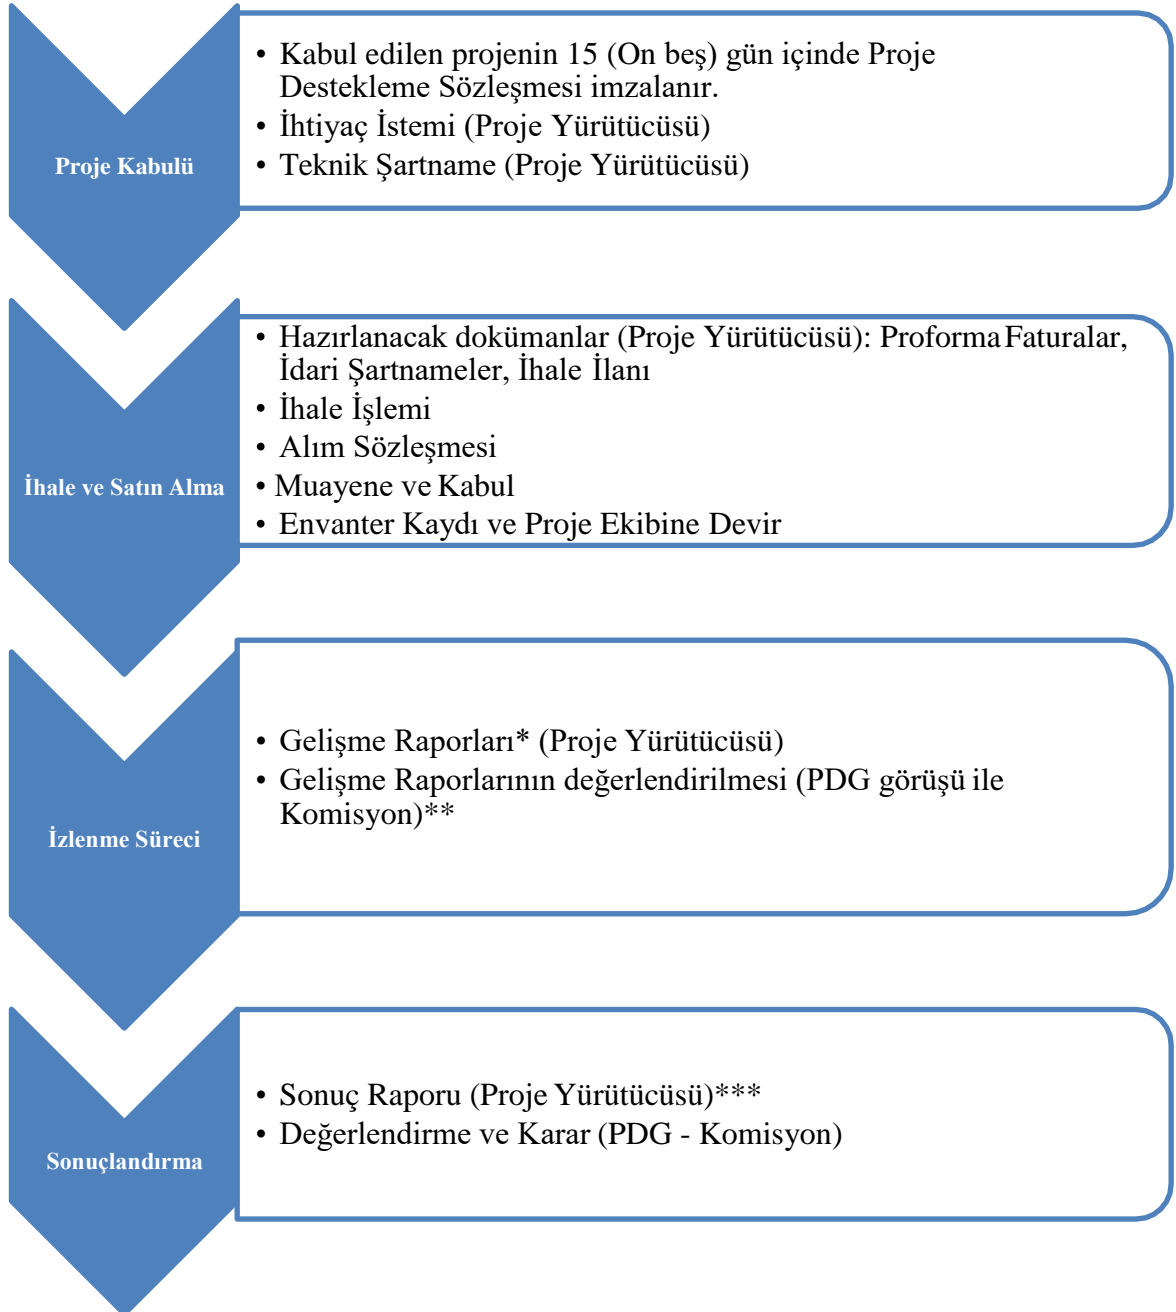 Proje Kabulü
• Kabul edilen projenin 15 (On beş) gün içinde Proje
Destekleme Sözleşmesi imzalanır.
• İhtiyaç İstemi (Proje Yürütücüsü)
• Teknik Şartname (Proje Yürütücüsü)
İhale ve Satın Alma
• Hazırlanacak dokümanlar (Proje Yürütücüsü): Proforma Faturalar,
İdari Şartnameler, İhale İlanı
• İhale İşlemi
• Alım Sözleşmesi
• Muayene ve Kabul
• Envanter Kaydı ve Proje Ekibine Devir
İzlenme Süreci
• Gelişme Raporları* (Proje Yürütücüsü)
• Gelişme Raporlarının değerlendirilmesi (PDG görüşü ile
Komisyon)**
Sonuçlandırma
• Sonuç Raporu (Proje Yürütücüsü)***
• Değerlendirme ve Karar (PDG - Komisyon)